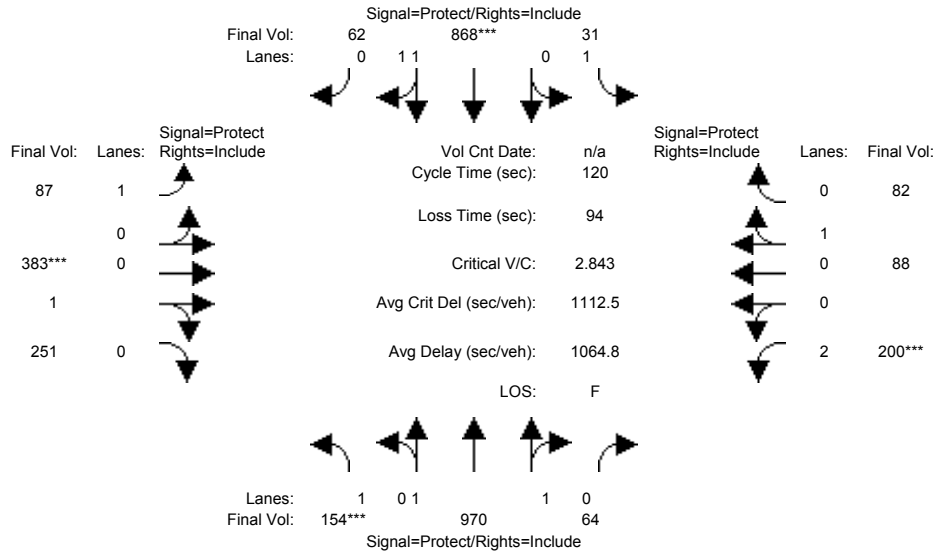 Signal=Protect/Rights=Include
Final Vol: 62 868*** 31
Lanes: 0 1 1 0 1
Signal=Protect
Final Vol: Lanes: Rights=Include
Vol Cnt Date: n/a
Signal=Protect
Rights=Include Lanes: Final Vol:
Cycle Time (sec): 120
87 1
0 82
Loss Time (sec): 94
0
1
383*** 0
Critical V/C: 2.843
0 88
1
Avg Crit Del (sec/veh): 1112.5
0
251 0
Avg Delay (sec/veh): 1064.8
2 200***
LOS: F
Lanes: 1 0 1 1 0
Final Vol: 154*** 970 64
Signal=Protect/Rights=Include